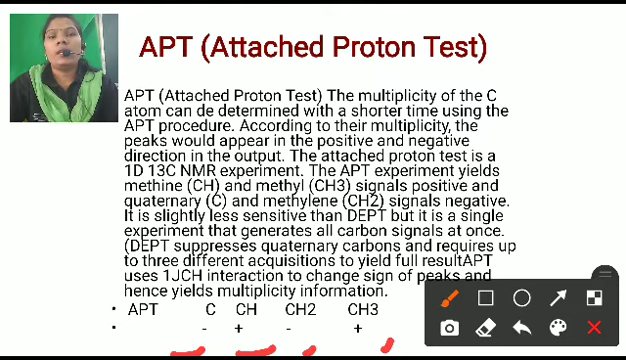 APT (Attached Proton Test)
APT (Attached Proton Test) The multiplicity of the C
atom can de determined with a shorter time using the
APT procedure. According to their multiplicity, the
peaks would appear in the positive and negative
direction in the output. The attached proton test is a
1D 13C NMR experiment. The APT experiment yields
methine (CH) and methyl (CH3) signals positive and
quaternary (C) and methylene (CH2) signals negative.
It is slightly less sensitive than DEPT but it is a single
experiment that generates all carbon signals at once.
(DEPT suppresses quaternary carbons and requires up
to three different acquisitions to yield full resultAPT
uses 1JCH interaction to change sign of peaks and
hence yields multiplicity information.
• APT C CH CH2 CH3
• - + - +